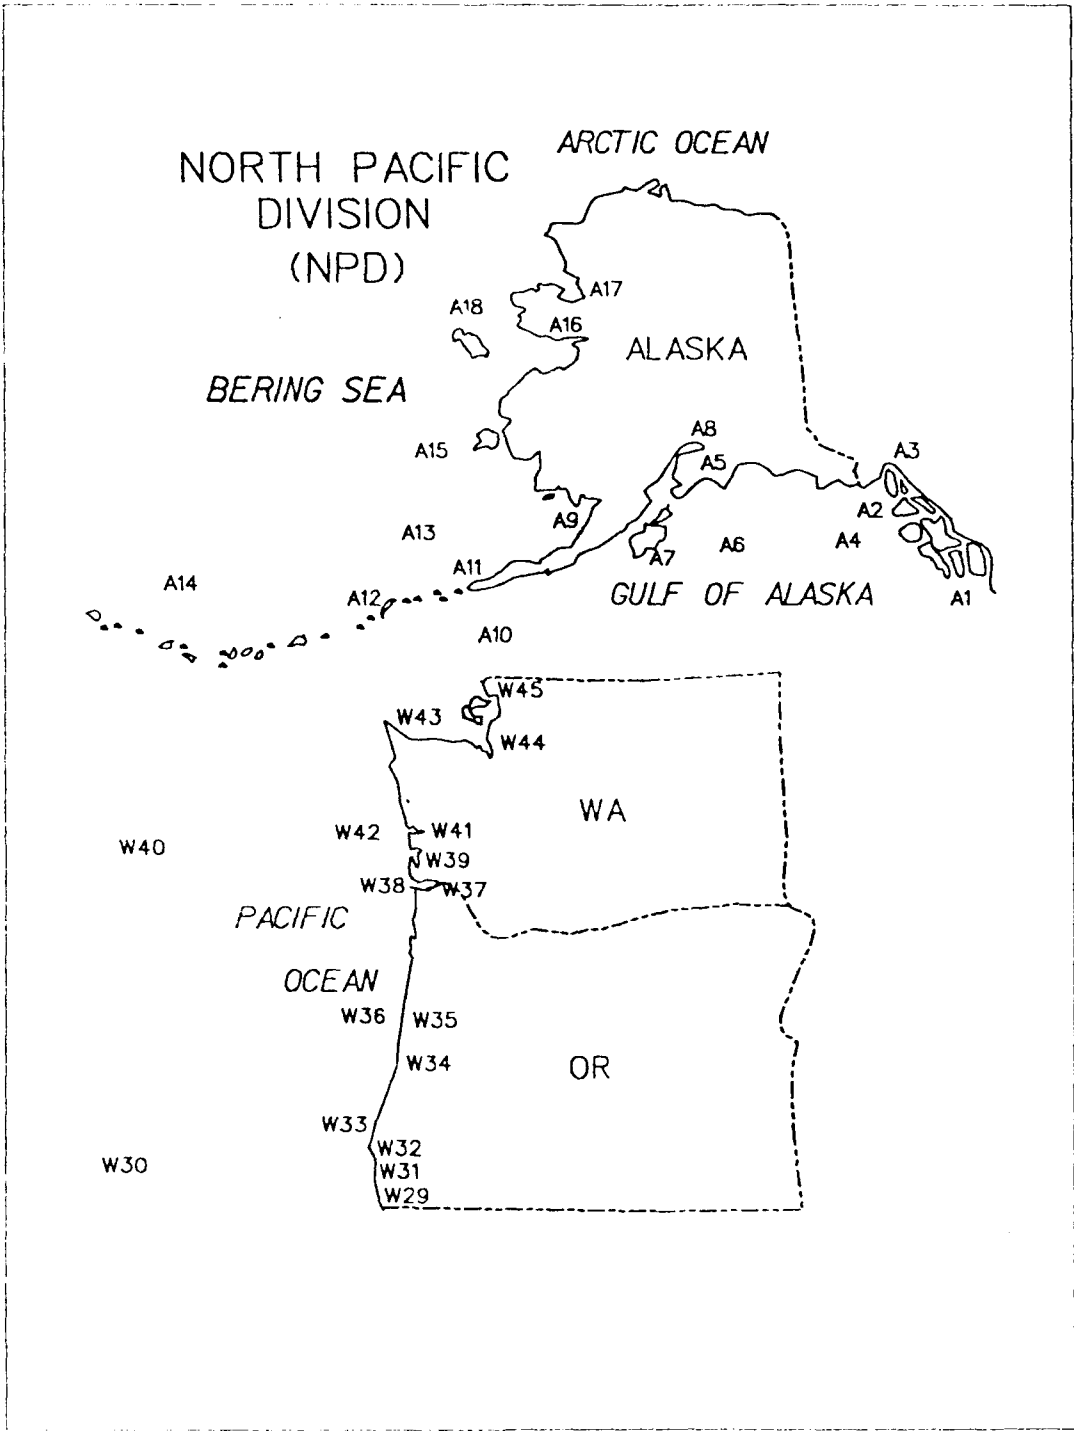 ARCTIC OCEAN
NORTH PACIFIC
DIVISION
(NPD)
A17
A18
A16
ALASKA
BERING SEA
A8
A15
A3
A5
A2
A9
A13
A4
A6
A7
A11
A14
A12
GULF OF ALASKA
A1
A10
W45
W43
W44
WA
W42
W41
W40
W39
W38
W37
PACIFIC
OCEAN
W36
W35
W34
OR
W33
W32
W30
W31
W29